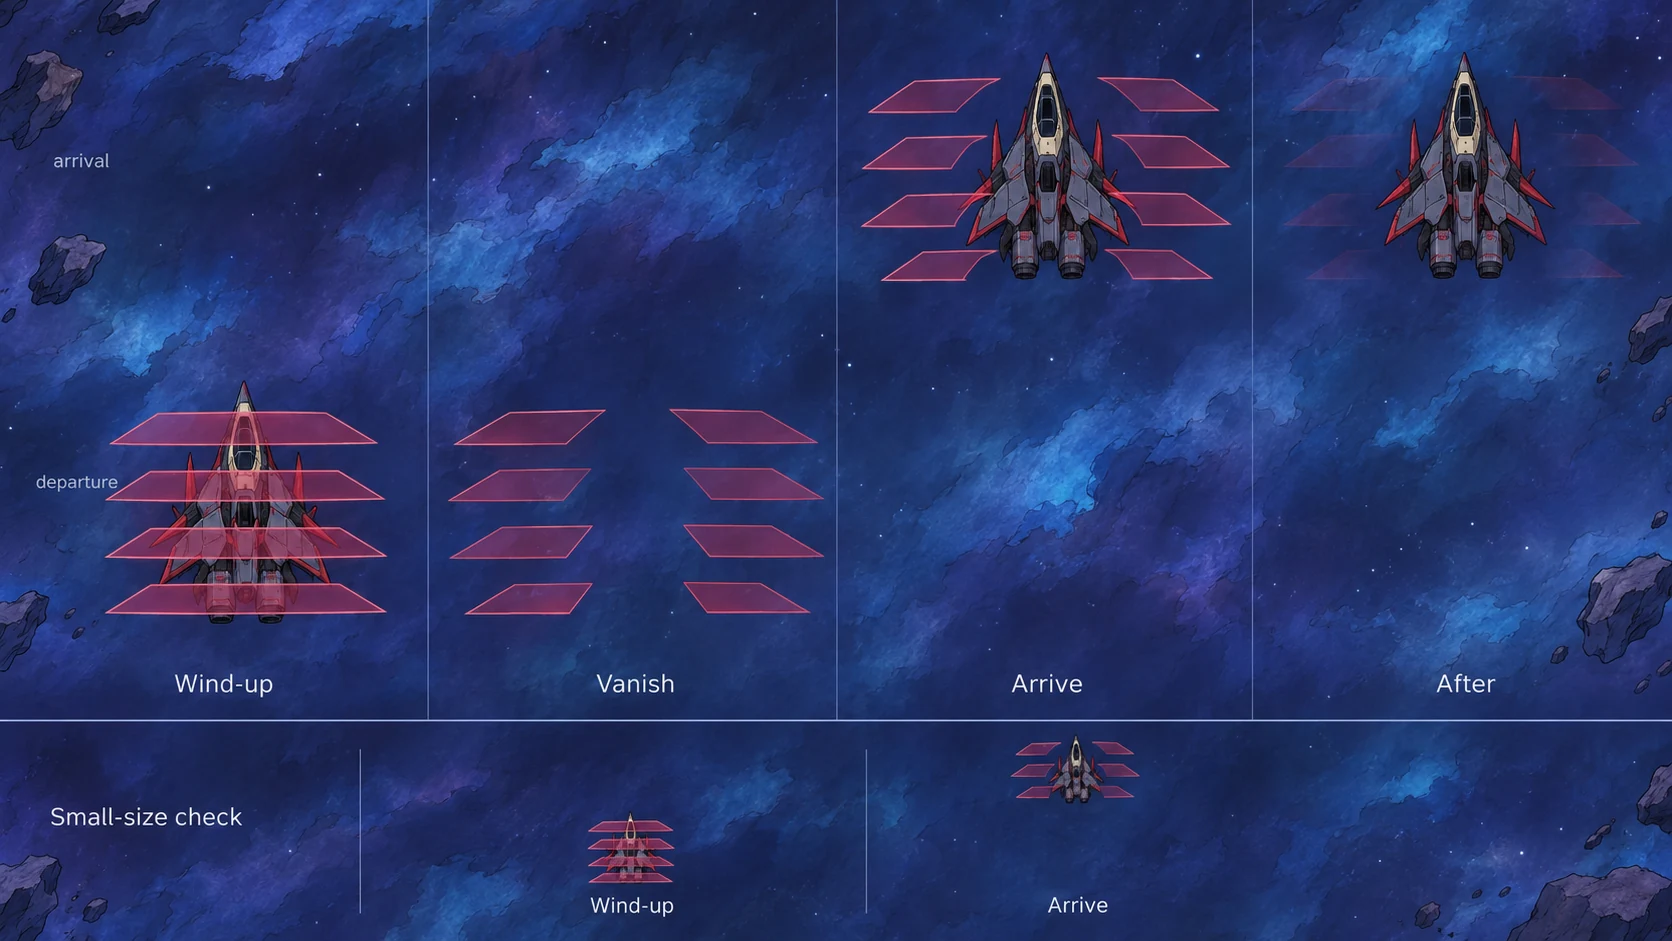 arrival
departure
Wind-up
Vanish
Arrive
After
Small-size check
Wind-up
Arrive